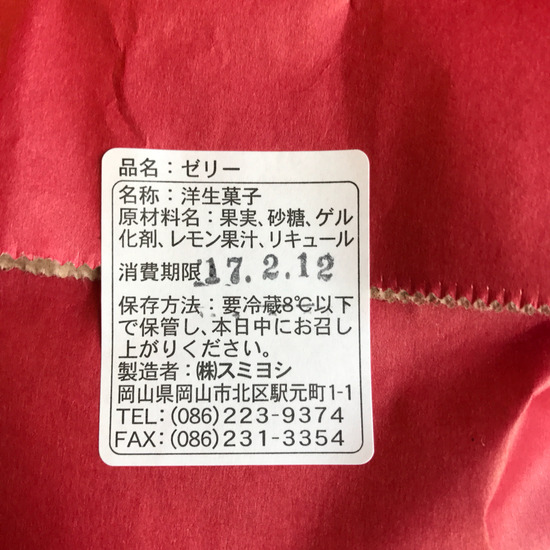 品名：ゼリー
名称：洋生菓子
原材料名：果実、砂糖、ゲル
化剤、レモン果汁、リキュール
消費期限 17.2.12
保存方法：要冷蔵8℃以下
で保管し、本日中にお召し
上がりください。
製造者：㈱スミヨシ
岡山県岡山市北区駅元町1-1
TEL：(086)223-9374
FAX：(086)231-3354